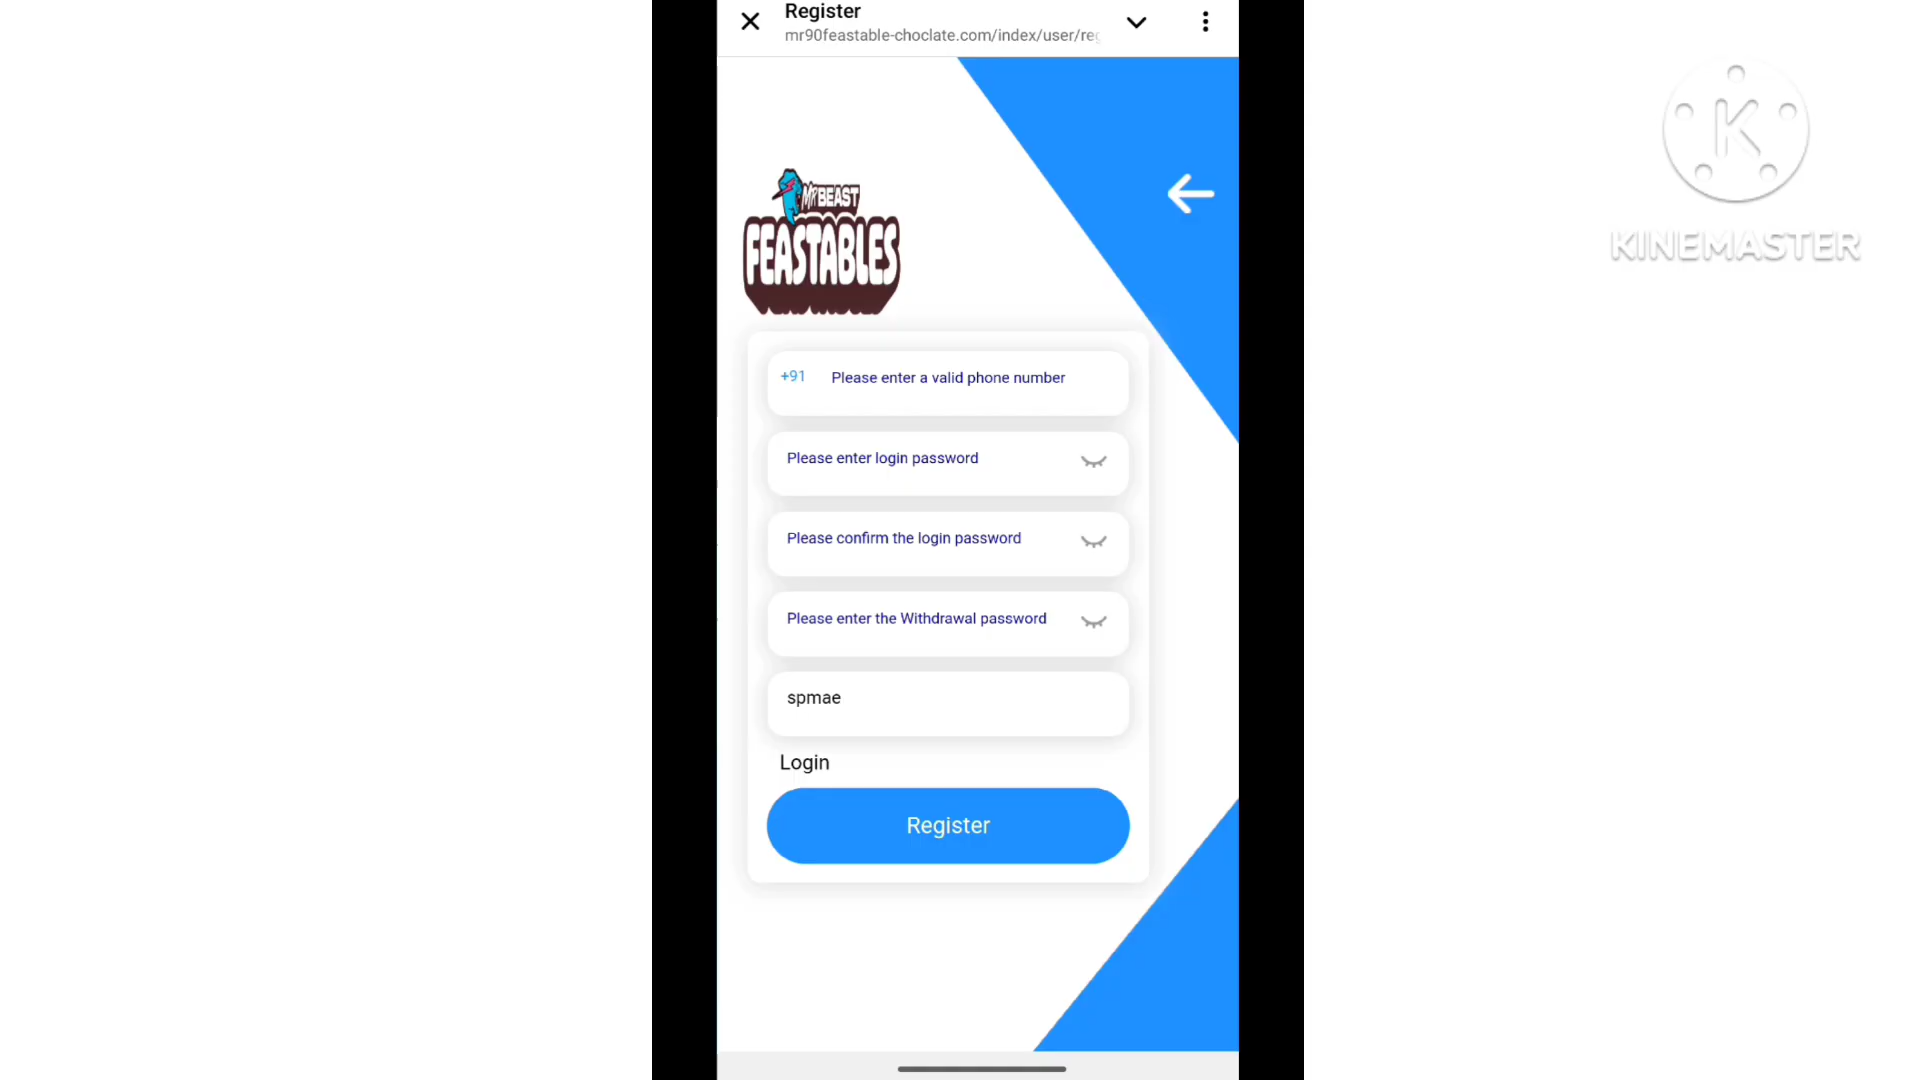 Register
mr90feastable-choclate.com/index/user/reg
MRBEAST
FEASTABLES
+91 Please enter a valid phone number
Please enter login password
Please confirm the login password
Please enter the Withdrawal password
spmae
Login
Register
K
KINEMASTER